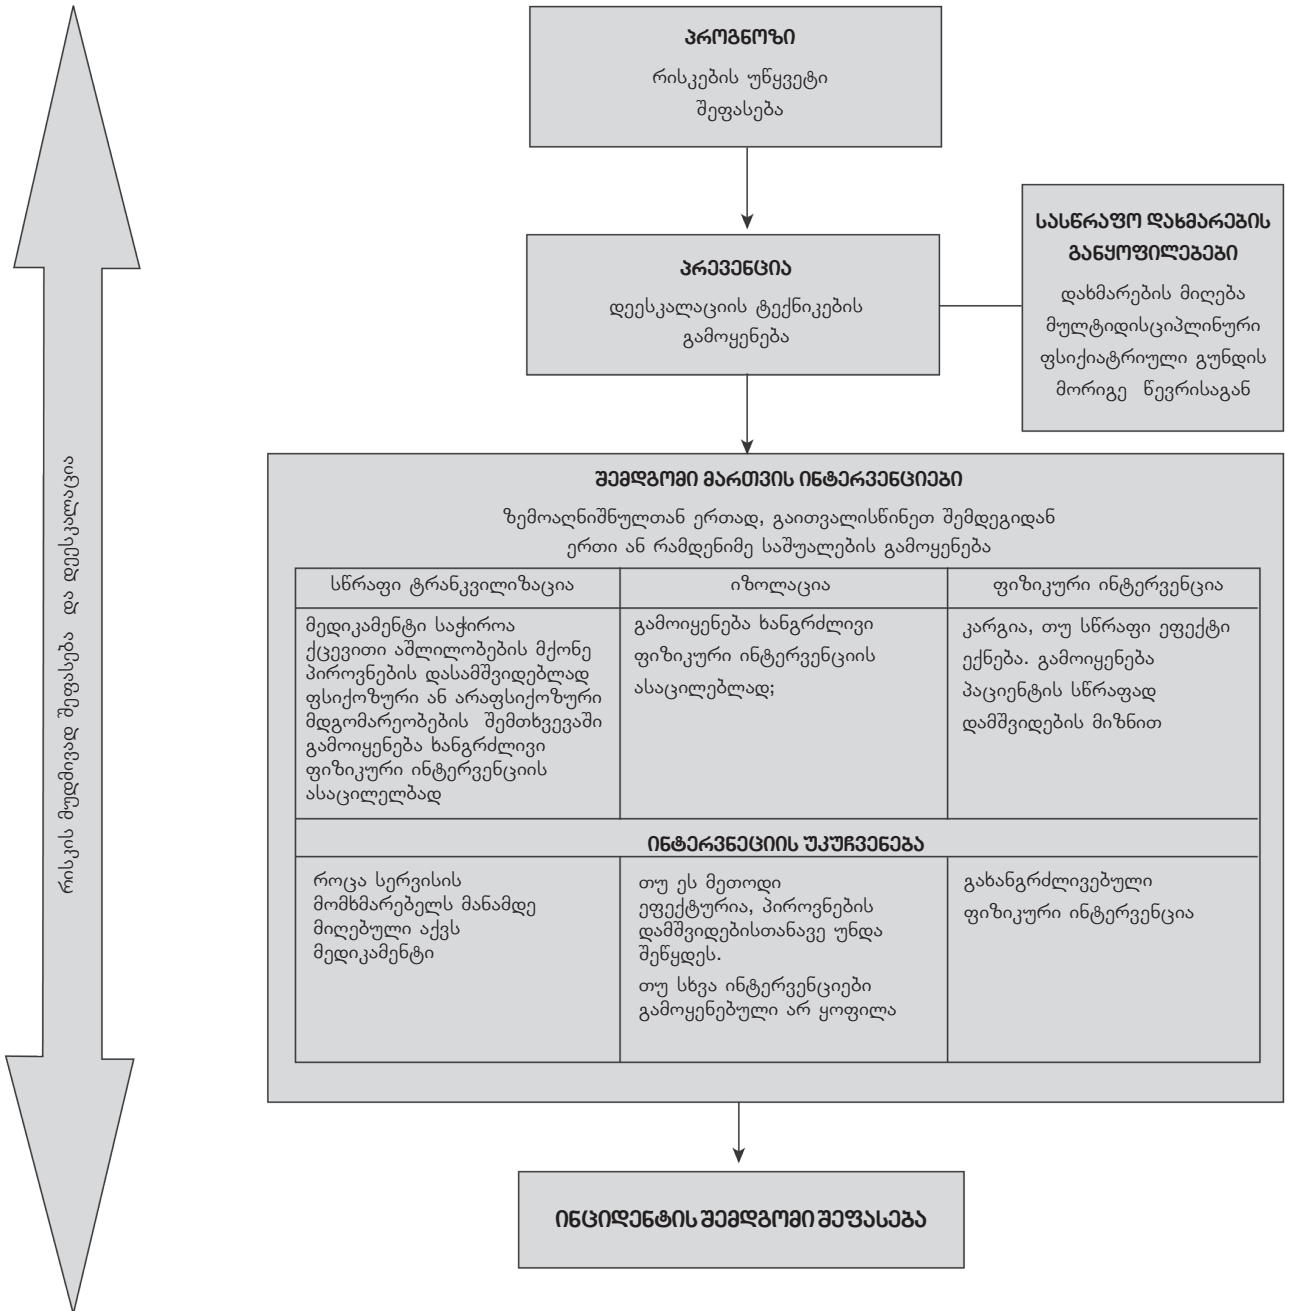 პროგნოზი
რისკების უწყვეტი
შეფასება
პრევენცია
დეესკალაციის ტექნიკების
გამოყენება
სასწრაფო დახმარების
განყოფილებები
დახმარების მიღება
მულტიდისციპლინური
ფსიქიატრიული გუნდის
მორიგე წევრისაგან
რისკის მუდმივად შეფასება და დეესკალაცია
შემდგომი მართვის ინტერვენციები
ზემოაღნიშნულთან ერთად, გაითვალისწინეთ შემდეგიდან
ერთი ან რამდენიმე საშუალების გამოყენება
სწრაფი ტრანკვილიზაცია
მედიკამენტი საჭიროა
ქცევითი აშლილობების მქონე
პიროვნების დასამშვიდებლად
ფსიქოზური ან არაფსიქოზური
მდგომარეობების შემთხვევაში
გამოიყენება ხანგრძლივი
ფიზიკური ინტერვენციის
ასაცილელბად
იზოლაცია
გამოიყენება ხანგრძლივი
ფიზიკური ინტერვენციის
ასაცილებლად;
ფიზიკური ინტერვენცია
კარგია, თუ სწრაფი ეფექტი
ექნება. გამოიყენება
პაციენტის სწრაფად
დამშვიდების მიზნით
ინტერვნეციის უკუჩვენება
როცა სერვისის
მომხმარებელს მანამდე
მიღებული აქვს
მედიკამენტი
თუ ეს მეთოდი
ეფექტურია, პიროვნების
დამშვიდებისთანავე უნდა
შეწყდეს.
თუ სხვა ინტერვენციები
გამოყენებული არ ყოფილა
გახანგრძლივებული
ფიზიკური ინტერვენცია
ინციდენტის შემდგომი შეფასება